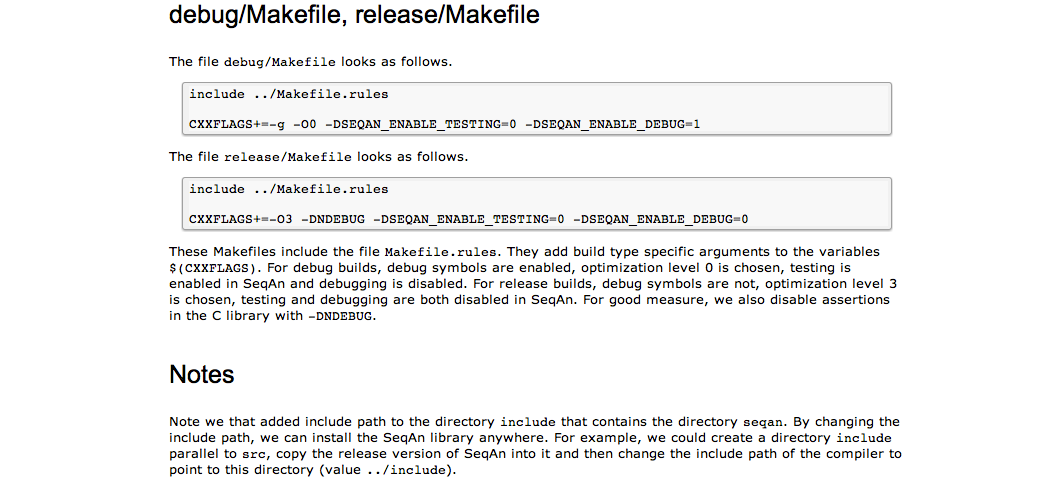 debug/Makefile, release/Makefile
The file debug/Makefile looks as follows.
include ../Makefile.rules
CXXFLAGS+=-g -O0 -DSEQAN_ENABLE_TESTING=0 -DSEQAN_ENABLE_DEBUG=1
The file release/Makefile looks as follows.
include ../Makefile.rules
CXXFLAGS+=-O3 -DNDEBUG -DSEQAN_ENABLE_TESTING=0 -DSEQAN_ENABLE_DEBUG=0
These Makefiles include the file Makefile.rules. They add build type specific arguments to the variables
$(CXXFLAGS). For debug builds, debug symbols are enabled, optimization level 0 is chosen, testing is
enabled in SeqAn and debugging is disabled. For release builds, debug symbols are not, optimization level 3
is chosen, testing and debugging are both disabled in SeqAn. For good measure, we also disable assertions
in the C library with -DNDEBUG.
Notes
Note we that added include path to the directory include that contains the directory seqan. By changing the
include path, we can install the SeqAn library anywhere. For example, we could create a directory include
parallel to src, copy the release version of SeqAn into it and then change the include path of the compiler to
point to this directory (value ../include).